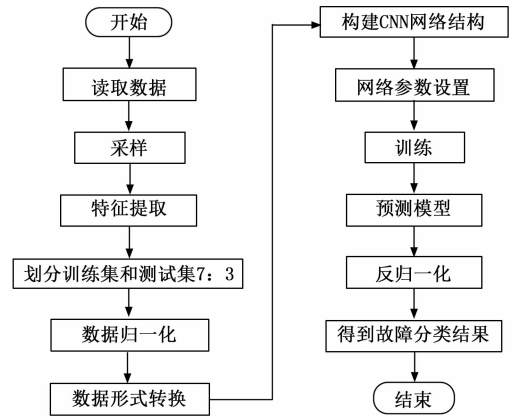 开始
读取数据
采样
特征提取
划分训练集和测试集7：3
数据归一化
数据形式转换
构建CNN网络结构
网络参数设置
训练
预测模型
反归一化
得到故障分类结果
结束